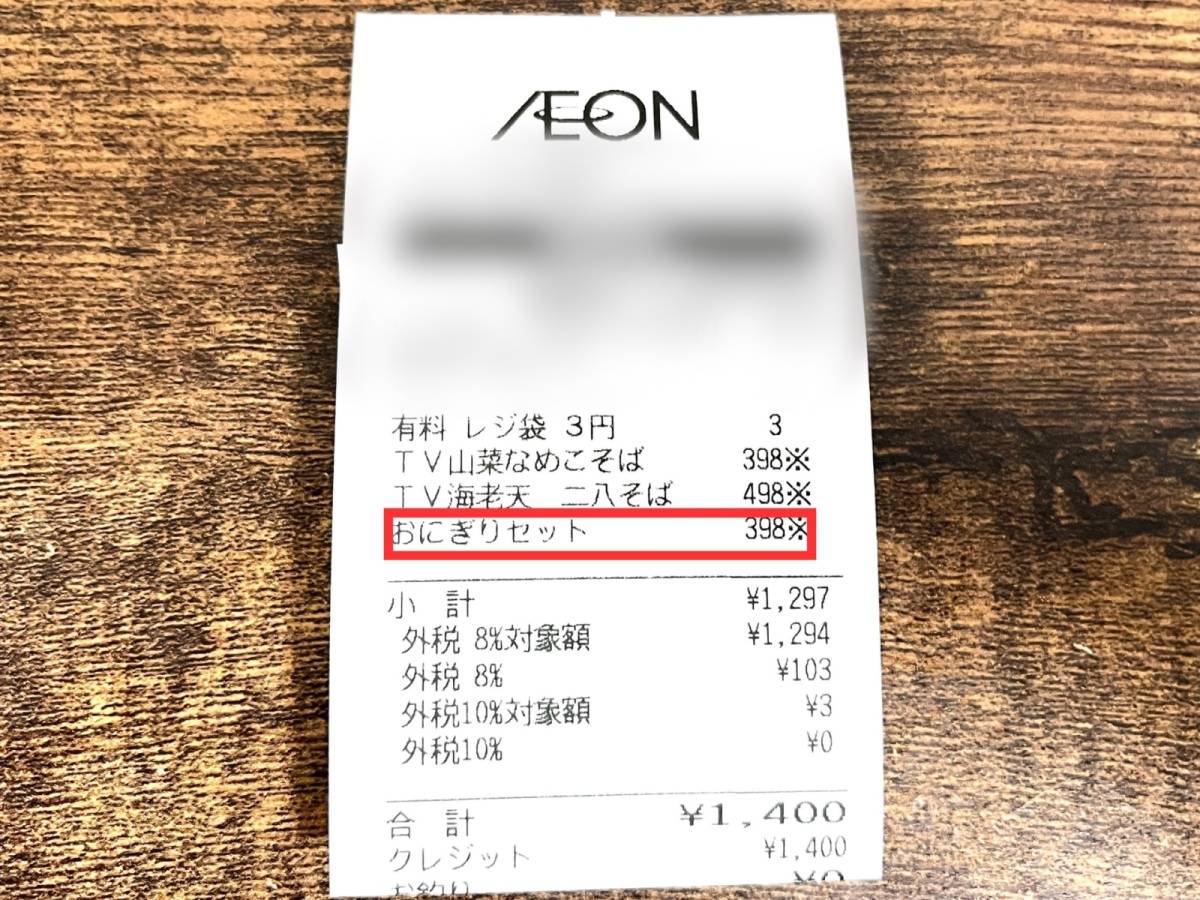 ÆON
有料 レジ袋 3円 3
TV山菜なめこそば 398※
TV海老天 二八そば 498※
おにぎりセット 398※
小 計 ¥1,297
外税 8%対象額 ¥1,294
外税 8% ¥103
外税10%対象額 ¥3
外税10% ¥0
合 計 ¥1,400
クレジット ¥1,400
お釣り ¥0